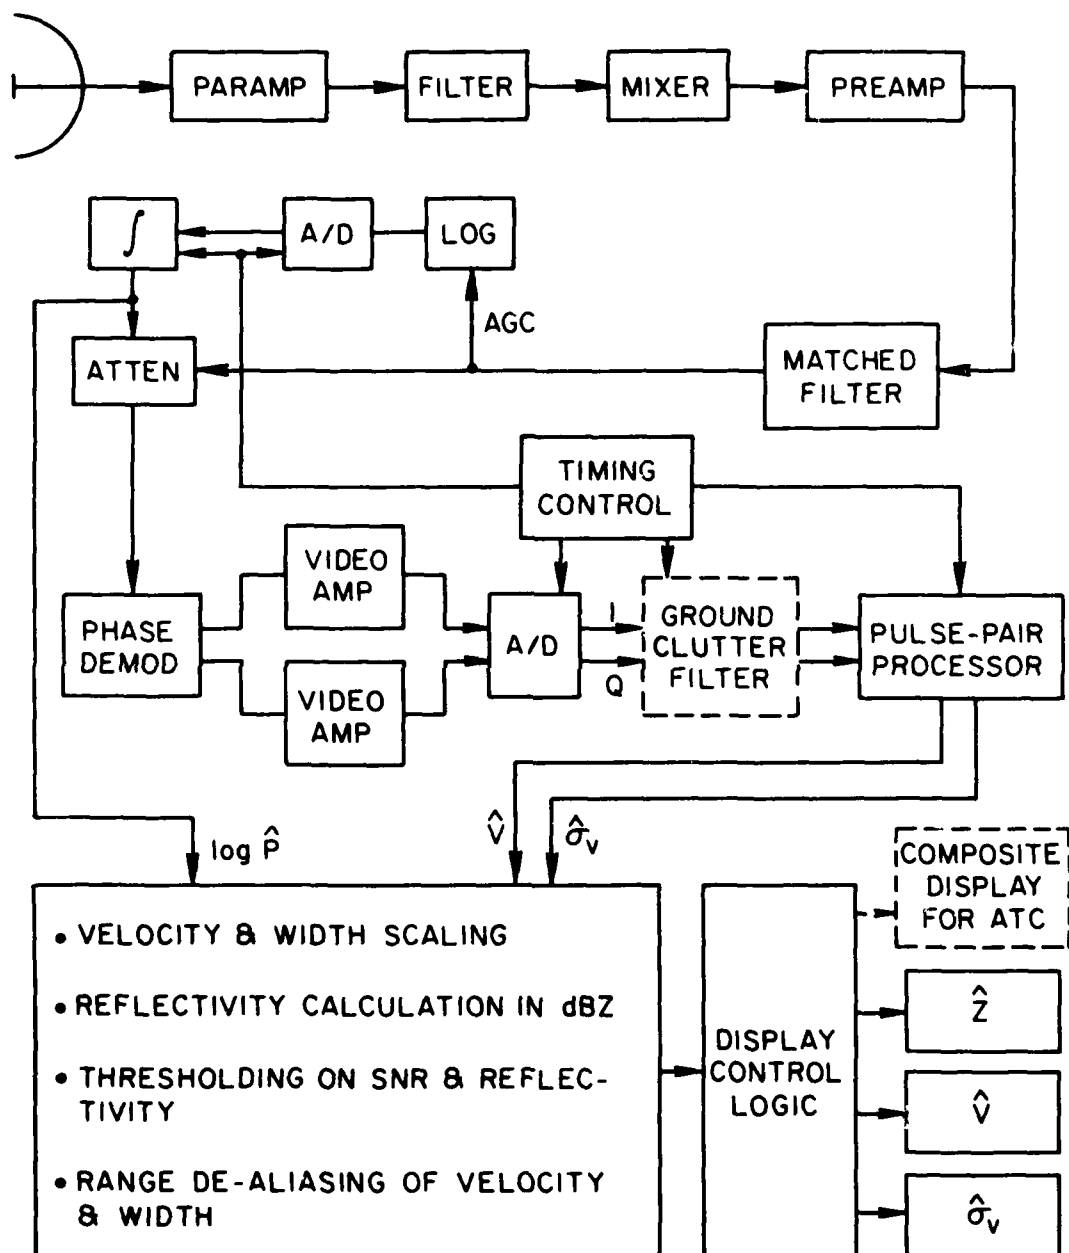 PARAMP
FILTER
MIXER
PREAMP
∫
A/D
LOG
AGC
ATTEN
MATCHED
FILTER
TIMING
CONTROL
VIDEO
AMP
PHASE
DEMOD
A/D
I
Q
GROUND
CLUTTER
FILTER
PULSE-PAIR
PROCESSOR
VIDEO
AMP
log P̂
V̂
σ̂v
COMPOSITE
DISPLAY
FOR ATC
• VELOCITY & WIDTH SCALING
• REFLECTIVITY CALCULATION IN dBZ
• THRESHOLDING ON SNR & REFLEC-
TIVITY
• RANGE DE-ALIASING OF VELOCITY
& WIDTH
DISPLAY
CONTROL
LOGIC
Ẑ
V̂
σ̂v